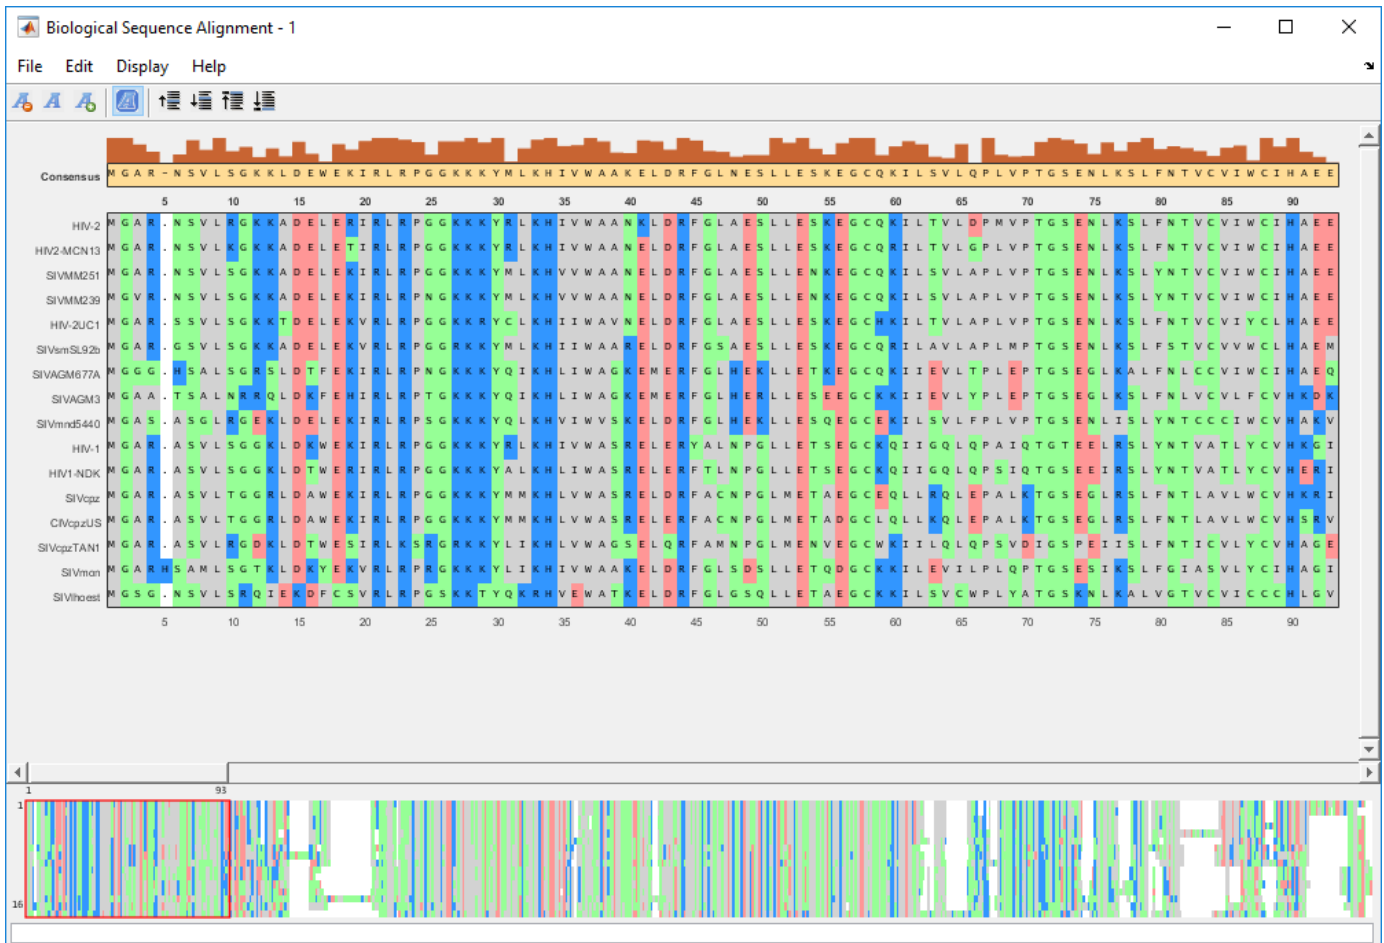 Biological Sequence Alignment - 1
File Edit Display Help
Consensus M G A R - N S V L S G K K L D E W E K I R L R P G G K K K Y M L K H I V W A A K E L D R F G L N E S L L E S K E G C Q K I L S V L Q P L V P T G S E N L K S L F N T V C V I W C I H A E E
5 10 15 20 25 30 35 40 45 50 55 60 65 70 75 80 85 90
HIV-2 M G A R . N S V L R G K K A D E L E R I R L R P G G K K K Y R L K H I V W A A N K L D R F G L A E S L L E S K E G C Q K I L T V L D P M V P T G S E N L K S L F N T V C V I W C I H A E E
HIV2-MCN13 M G A R . N S V L K G K K A D E L E T I R L R P G G K K K Y R L K H I V W A A N E L D R F G L A E S L L E S K E G C Q R I L T V L G P L V P T G S E N L K S L F N T V C V I W C I H A E E
SIVMM251 M G A R . N S V L S G K K A D E L E K I R L R P G G K K K Y M L K H V V W A A N E L D R F G L A E S L L E N K E G C Q K I L S V L A P L V P T G S E N L K S L Y N T V C V I W C I H A E E
SIVMM239 M G V R . N S V L S G K K A D E L E K I R L R P N G K K K Y M L K H V V W A A N E L D R F G L A E S L L E N K E G C Q K I L S V L A P L V P T G S E N L K S L Y N T V C V I W C I H A E E
HIV-2UC1 M G A R . S S V L S G K K T D E L E K V R L R P G G K K R Y C L K H I I W A V N E L D R F G L A E S L L E S K E G C H K I L T V L A P L V P T G S E N L K S L F N T V C V I Y C L H A E E
SIVsmSL92b M G A R . G S V L S G K K A D E L E K V R L R P G G R K K Y M L K H I I W A A R E L D R F G S A E S L L E S K E G C Q R I L A V L A P L M P T G S E N L K S L F S T V C V V W C L H A E M
SIVAGM677A M G G G . H S A L S G R S L D T F E K I R L R P N G K K K Y Q I K H L I W A G K E M E R F G L H E K L L E T K E G C Q K I I E V L T P L E P T G S E G L K A L F N L C C V I W C I H A E Q
SIVAGM3 M G A A . T S A L N R R Q L D K F E H I R L R P T G K K K Y Q I K H L I W A G K E M E R F G L H E R L L E S E E G C K K I I E V L Y P L E P T G S E G L K S L F N L V C V L F C V H K D K
SIVmnd5440 M G A S . A S G L R G E K L D E L E K I R L R P S G K K K Y Q L K H V I W V S K E L D R F G L H E K L L E S Q E G C E K I L S V L F P L V P T G S E N L I S L Y N T C C C I W C V H A K V
HIV-1 M G A R . A S V L S G G K L D K W E K I R L R P G G K K K Y R L K H I V W A S R E L E R Y A L N P G L L E T S E G C K Q I I G Q L Q P A I Q T G T E E L R S L Y N T V A T L Y C V H K G I
HIV1-NDK M G A R . A S V L S G G K L D T W E R I R L R P G G K K K Y A L K H L I W A S R E L E R F T L N P G L L E T S E G C K Q I I G Q L Q P S I Q T G S E E I R S L Y N T V A T L Y C V H E R I
SIVcpz M G A R . A S V L T G G R L D A W E K I R L R P G G K K K Y M M K H L V W A S R E L D R F A C N P G L M E T A E G C E Q L L R Q L E P A L K T G S E G L R S L F N T L A V L W C V H K R I
CIVcpzUS M G A R . A S V L T G G R L D A W E K I R L R P G G K K K Y M M K H L V W A S R E L E R F A C N P G L M E T A D G C L Q L L K Q L E P A L K T G S E G L R S L F N T L A V L W C V H S R V
SIVcpzTAN1 M G A R . A S V L R G D K L D T W E S I R L K S R G R K K Y L I K H L V W A G S E L Q R F A M N P G L M E N V E G C W K I I L Q L Q P S V D I G S P E I I S L F N T I C V L Y C V H A G E
SIVmon M G A R H S A M L S G T K L D K Y E K V R L R P R G K K K Y L I K H I V W A A K E L D R F G L S D S L L E T Q D G C K K I L E V I L P L Q P T G S E S I K S L F G I A S V L Y C I H A G I
SIVlhoest M G S G . N S V L S R Q I E K D F C S V R L R P G S K K T Y Q K R H V E W A T K E L D R F G L G S Q L L E T A E G C K K I L S V C W P L Y A T G S K N L K A L V G T V C V I C C C H L G V
5 10 15 20 25 30 35 40 45 50 55 60 65 70 75 80 85 90
1 93
1
16